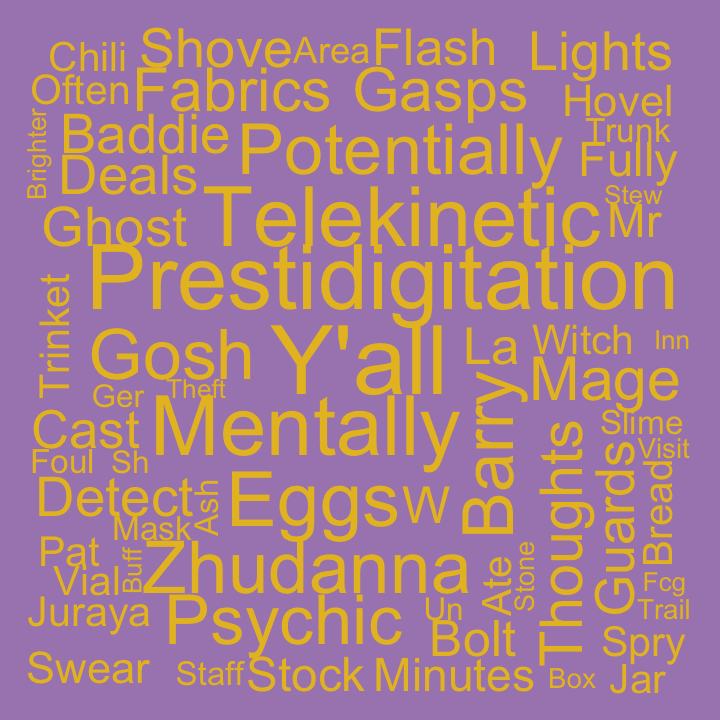 Chili Shove Area Flash Lights
Often Fabrics Gasps Hovel
Brighter Baddie Potentially Trunk
Deals Fully
Ghost Telekinetic Stew
Mr
Prestidigitation
Trinket Gosh Y'all La Witch Inn
Ger Theft Mage
Cast Mentally Barry Slime
Foul Sh Thoughts Guards Visit
Detect Ash Eggs W Bread
Mask
Pat Buff Zhudanna Ate Stone
Vial Fcg
Juraya Psychic Un Trail
Bolt Spry
Swear Staff Stock Minutes Box Jar